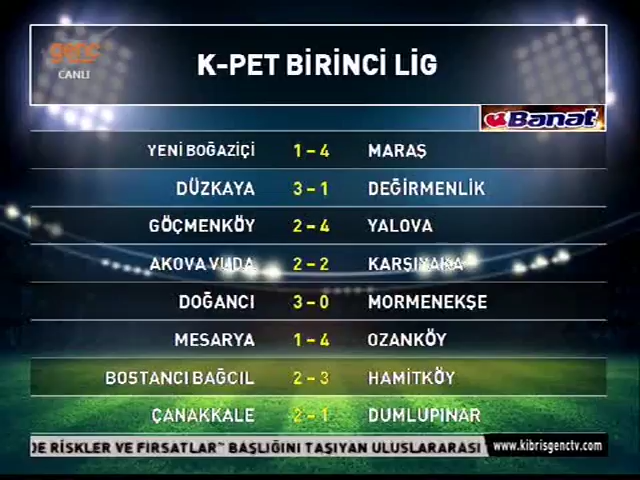 genç
CANLI
K-PET BİRİNCİ LİG
Banat
YENİ BOĞAZİÇİ 1 – 4 MARAŞ
DÜZKAYA 3 – 1 DEĞİRMENLİK
GÖÇMENKÖY 2 – 4 YALOVA
AKOVA VUDA 2 – 2 KARŞIYAKA
DOĞANCI 3 – 0 MORMENEKŞE
MESARYA 1 – 4 OZANKÖY
BOSTANCI BAĞCIL 2 – 3 HAMİTKÖY
ÇANAKKALE 2 – 1 DUMLUPINAR
DE RİSKLER VE FIRSATLAR" BAŞLIĞINI TAŞIYAN ULUSLARARASI www.kibrisgenctv.com